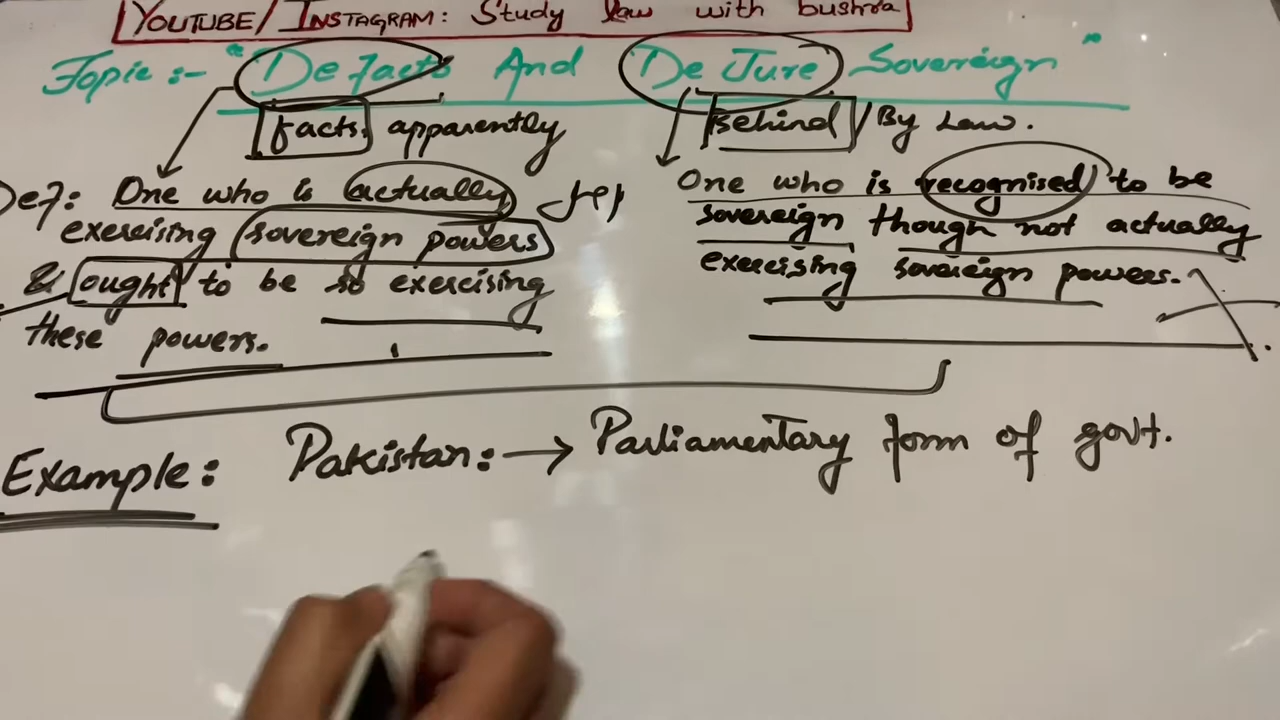 YOUTUBE/INSTAGRAM: Study law with bushra
Topic:- "De facto And De Jure Sovereign"
facts, apparently
Behind / By Law.
Def: One who is actually
exercising sovereign powers
& ought to be so exercising
these powers.
One who is recognised to be
sovereign though not actually
exercising sovereign powers.
Example: Pakistan:→ Parliamentary form of govt.